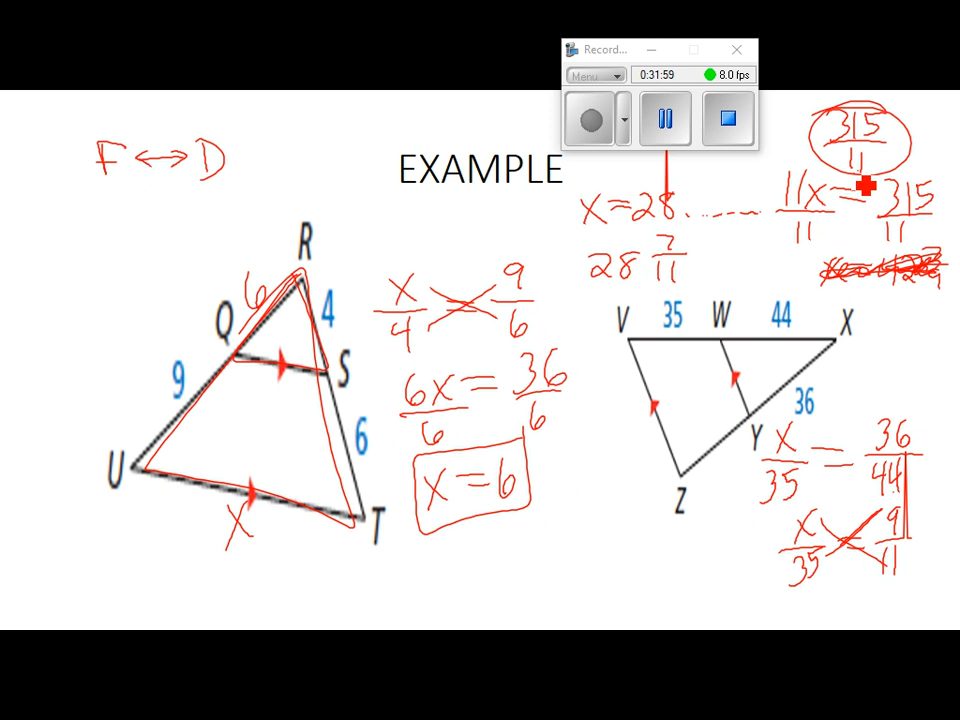 Record...
Menu
0:31:59
8.0 fps
F ↔ D
EXAMPLE
315
11
11x = 315
11 11
x = 28.......
28 7/11
R
6
4
Q
S
9
6
U
T
x
x/4 9/6
6x = 36
6 6
x = 6
V 35 W 44 X
36
Y
Z
x/35 = 36/44
x/35 = 9/11